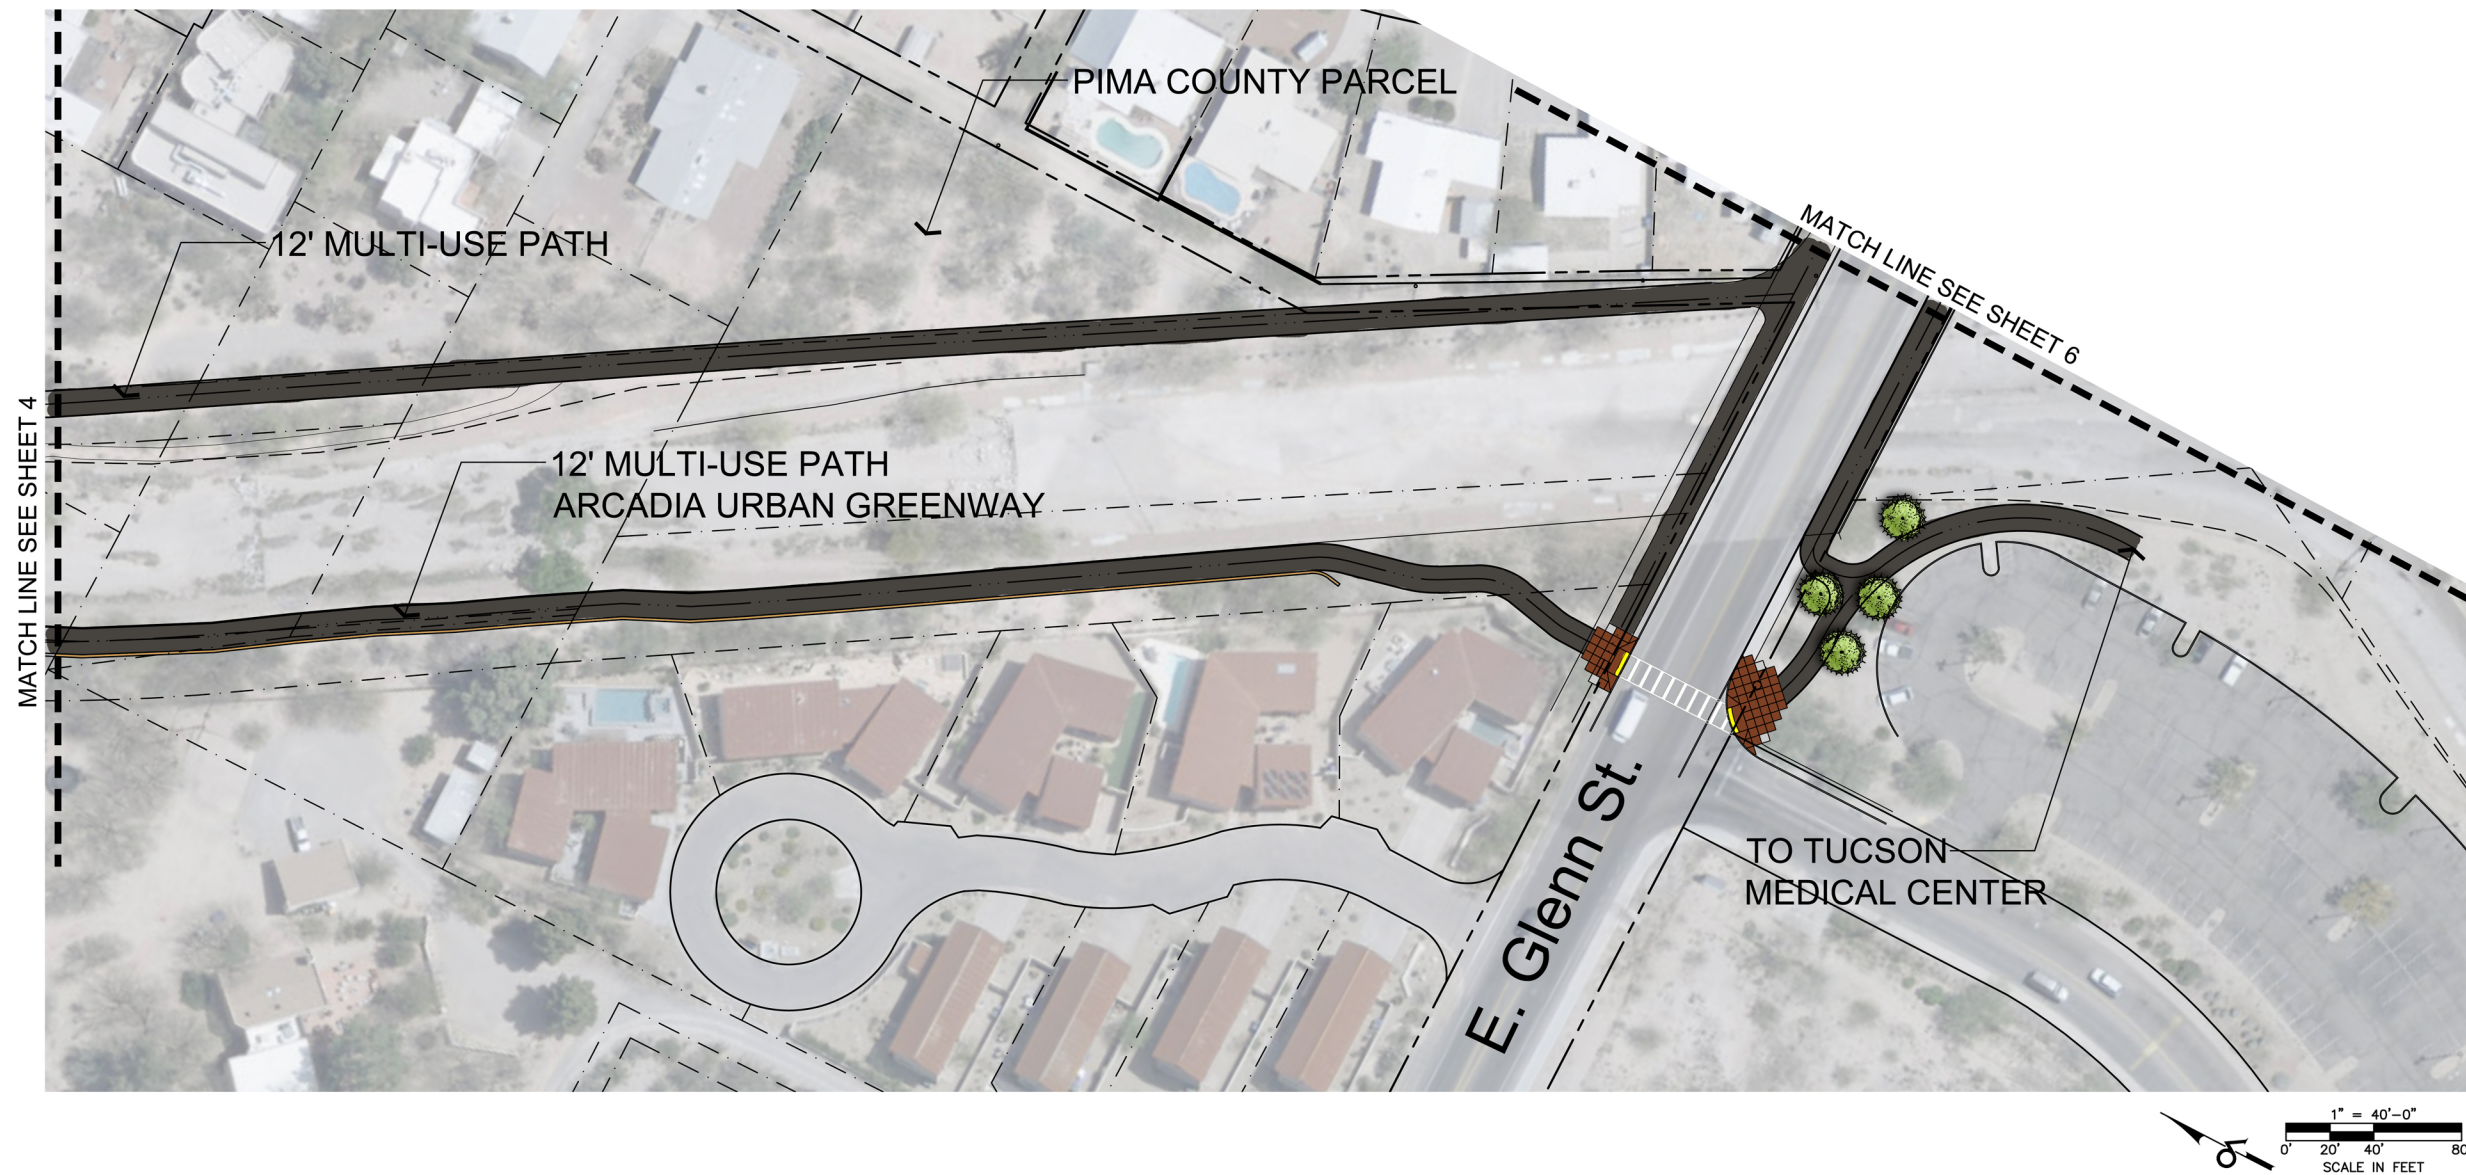 PIMA COUNTY PARCEL
12' MULTI-USE PATH
MATCH LINE SEE SHEET 6
MATCH LINE SEE SHEET 4
12' MULTI-USE PATH
ARCADIA URBAN GREENWAY
E. Glenn St.
TO TUCSON
MEDICAL CENTER
1" = 40'-0"
0' 20' 40' 80
SCALE IN FEET